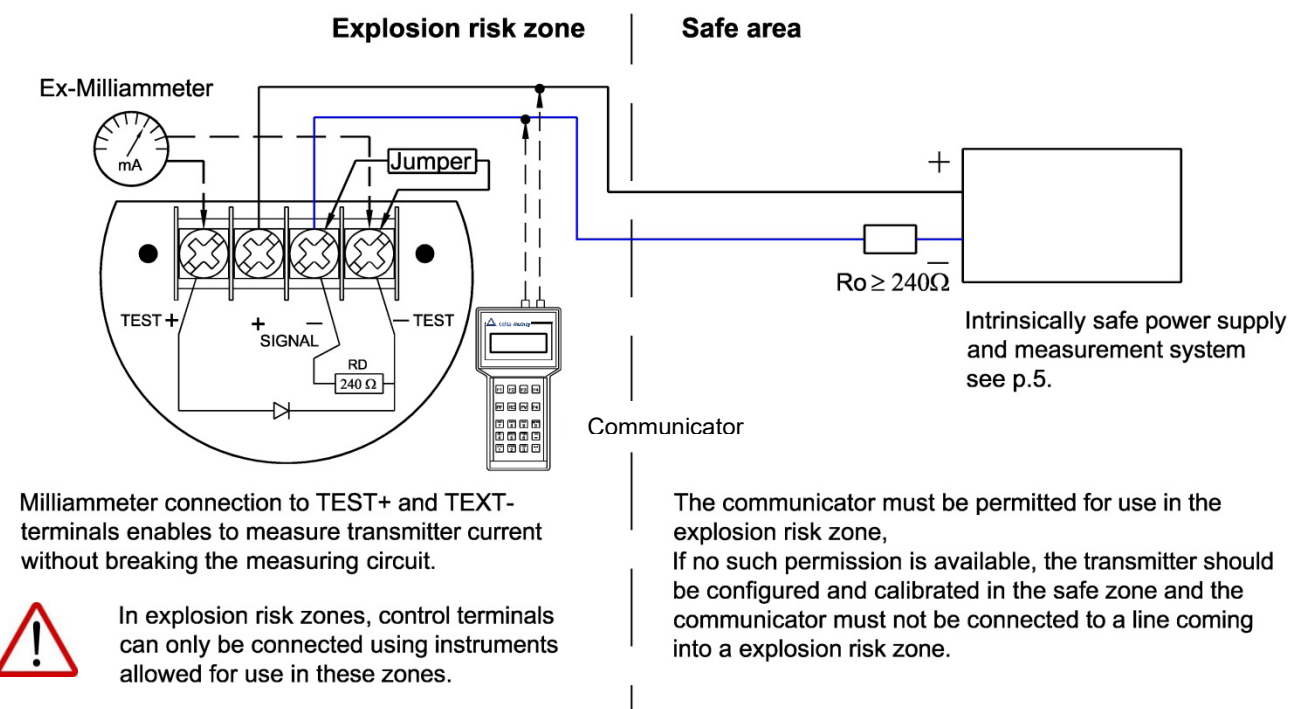 Explosion risk zone
Safe area
Ex-Milliammeter
mA
Jumper
TEST +
+
–
SIGNAL
– TEST
RD
240 Ω
Communicator
+
–
Ro ≥ 240Ω
Intrinsically safe power supply
and measurement system
see p.5.
Milliammeter connection to TEST+ and TEXT-
terminals enables to measure transmitter current
without breaking the measuring circuit.
In explosion risk zones, control terminals
can only be connected using instruments
allowed for use in these zones.
The communicator must be permitted for use in the
explosion risk zone,
If no such permission is available, the transmitter should
be configured and calibrated in the safe zone and the
communicator must not be connected to a line coming
into a explosion risk zone.